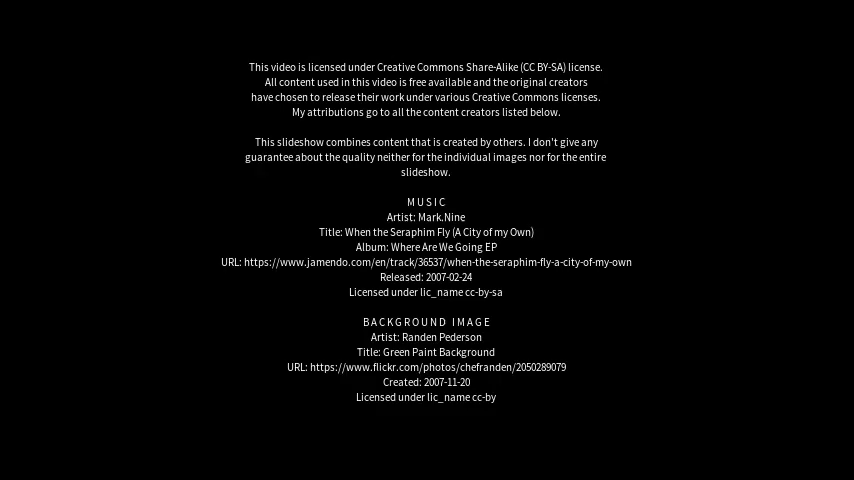 This video is licensed under Creative Commons Share-Alike (CC BY-SA) license.
All content used in this video is free available and the original creators
have chosen to release their work under various Creative Commons licenses.
My attributions go to all the content creators listed below.
This slideshow combines content that is created by others. I don't give any
guarantee about the quality neither for the individual images nor for the entire
slideshow.
M U S I C
Artist: Mark.Nine
Title: When the Seraphim Fly (A City of my Own)
Album: Where Are We Going EP
URL: https://www.jamendo.com/en/track/36537/when-the-seraphim-fly-a-city-of-my-own
Released: 2007-02-24
Licensed under lic_name cc-by-sa
B A C K G R O U N D   I M A G E
Artist: Randen Pederson
Title: Green Paint Background
URL: https://www.flickr.com/photos/chefranden/2050289079
Created: 2007-11-20
Licensed under lic_name cc-by